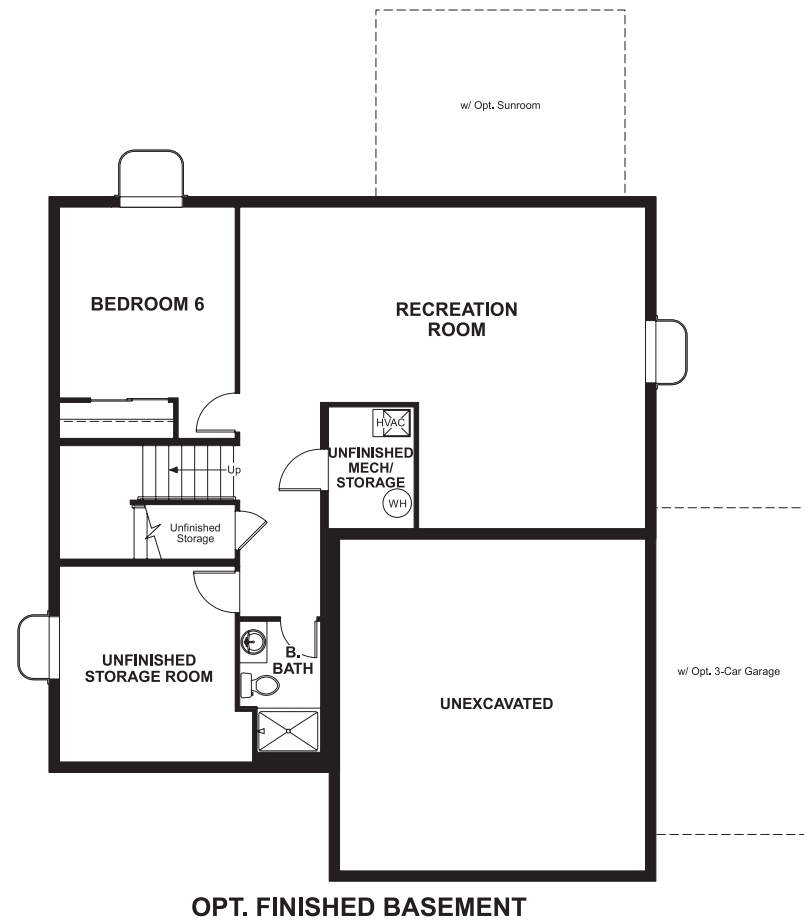 w/ Opt. Sunroom
BEDROOM 6
RECREATION
ROOM
HVAC
UNFINISHED
MECH/
STORAGE
Up
WH
Unfinished
Storage
UNFINISHED
STORAGE ROOM
B.
BATH
w/ Opt. 3-Car Garage
UNEXCAVATED
OPT. FINISHED BASEMENT